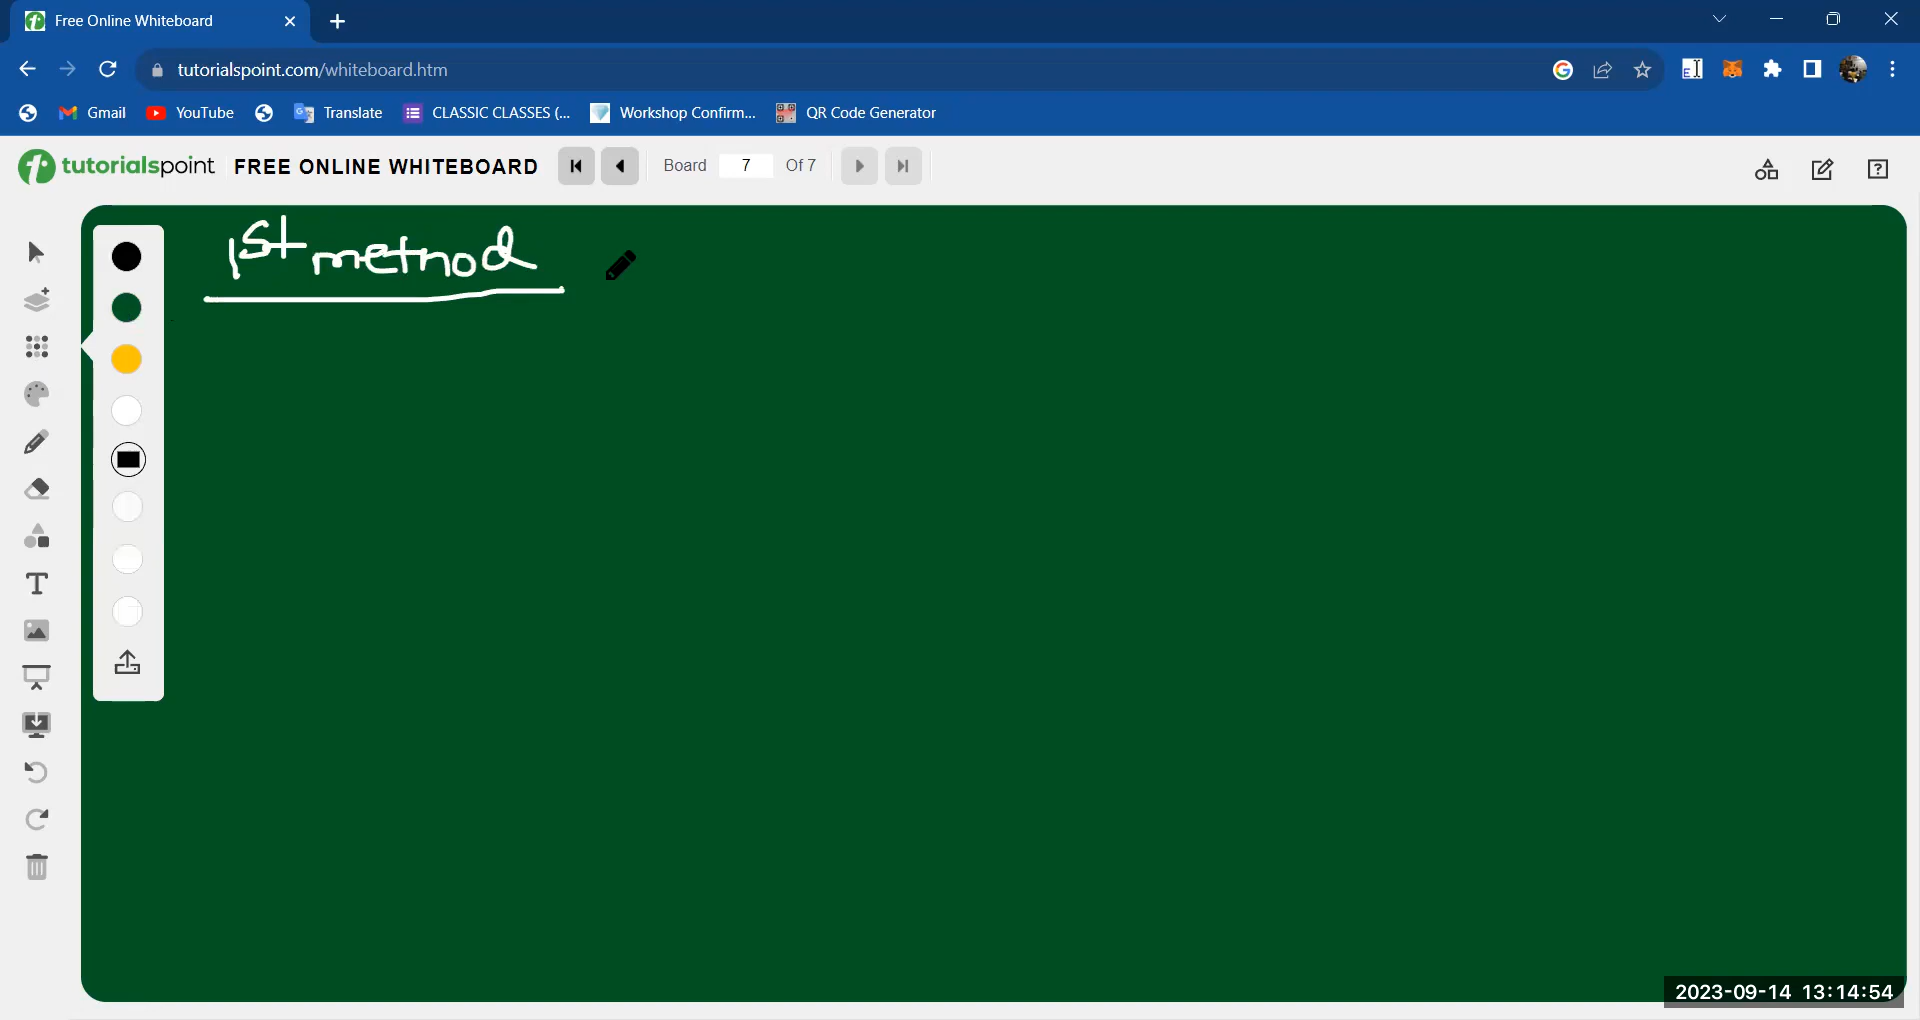 Free Online Whiteboard
tutorialspoint.com/whiteboard.htm
Gmail YouTube Translate CLASSIC CLASSES (... Workshop Confirm... QR Code Generator
tutorialspoint FREE ONLINE WHITEBOARD Board 7 Of 7
1st method
2023-09-14 13:14:54